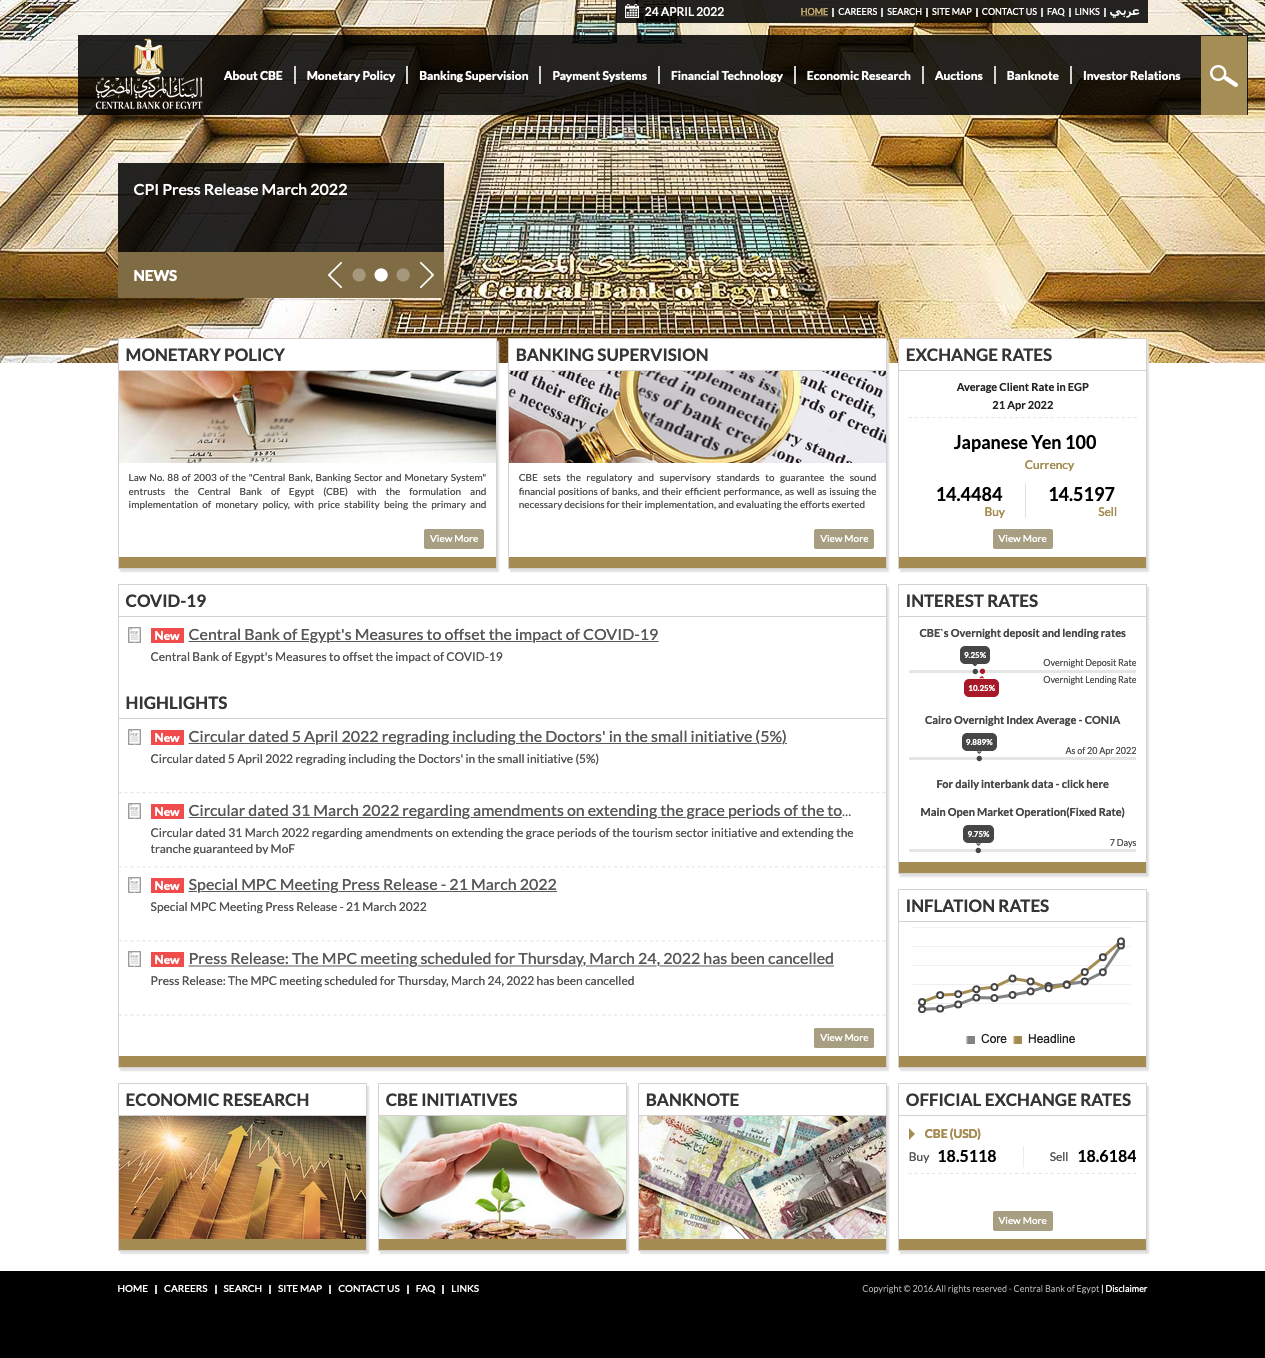 24 APRIL 2022
HOME | CAREERS | SEARCH | SITE MAP | CONTACT US | FAQ | LINKS | عربي
البنك المركزي المصري
CENTRAL BANK OF EGYPT
About CBE | Monetary Policy | Banking Supervision | Payment Systems | Financial Technology | Economic Research | Auctions | Banknote | Investor Relations
CPI Press Release March 2022
NEWS
البنك المركزي المصري
Central Bank of Egypt
MONETARY POLICY
Law No. 88 of 2003 of the "Central Bank, Banking Sector and Monetary System"
entrusts the Central Bank of Egypt (CBE) with the formulation and
implementation of monetary policy, with price stability being the primary and
View More
BANKING SUPERVISION
CBE sets the regulatory and supervisory standards to guarantee the sound
financial positions of banks, and their efficient performance, as well as issuing the
necessary decisions for their implementation, and evaluating the efforts exerted
View More
EXCHANGE RATES
Average Client Rate in EGP
21 Apr 2022
Japanese Yen 100
Currency
14.4484 14.5197
Buy Sell
View More
COVID-19
New Central Bank of Egypt's Measures to offset the impact of COVID-19
Central Bank of Egypt's Measures to offset the impact of COVID-19
HIGHLIGHTS
New Circular dated 5 April 2022 regrading including the Doctors' in the small initiative (5%)
Circular dated 5 April 2022 regrading including the Doctors' in the small initiative (5%)
New Circular dated 31 March 2022 regarding amendments on extending the grace periods of the to...
Circular dated 31 March 2022 regarding amendments on extending the grace periods of the tourism sector initiative and extending the
tranche guaranteed by MoF
New Special MPC Meeting Press Release - 21 March 2022
Special MPC Meeting Press Release - 21 March 2022
New Press Release: The MPC meeting scheduled for Thursday, March 24, 2022 has been cancelled
Press Release: The MPC meeting scheduled for Thursday, March 24, 2022 has been cancelled
View More
INTEREST RATES
CBE`s Overnight deposit and lending rates
9.25%
Overnight Deposit Rate
Overnight Lending Rate
10.25%
Cairo Overnight Index Average - CONIA
9.889%
As of 20 Apr 2022
For daily interbank data - click here
Main Open Market Operation(Fixed Rate)
9.75%
7 Days
INFLATION RATES
Core Headline
ECONOMIC RESEARCH
CBE INITIATIVES
BANKNOTE
TWO HUNDRED
POUNDS
OFFICIAL EXCHANGE RATES
CBE (USD)
Buy 18.5118 Sell 18.6184
View More
HOME | CAREERS | SEARCH | SITE MAP | CONTACT US | FAQ | LINKS
Copyright © 2016.All rights reserved - Central Bank of Egypt | Disclaimer